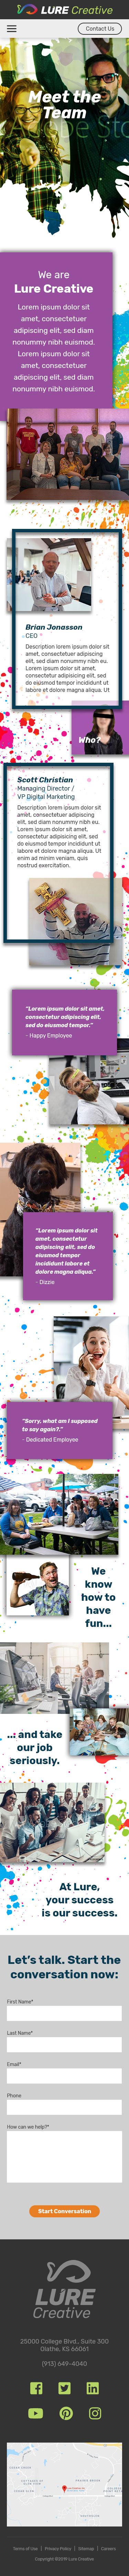 LURE Creative
Contact Us
Meet the
Team
We are
Lure Creative
Lorem ipsum dolor sit
amet, consectetuer
adipiscing elit, sed diam
nonummy nibh euismod.
Lorem ipsum dolor sit
amet, consectetuer
adipiscing elit, sed diam
nonummy nibh euismod.
Brian Jonasson
CEO
Description lorem ipsum dolor sit
amet, consectetuer adipiscing
elit, sed diam nonummy nibh eui.
Lorem ipsum dolor sit amet,
consectetur adipiscing elit, sed
do eiusmod tempor incididunt ut
labore et dolore magna aliqua. Ut
Who?
Scott Christian
Managing Director /
VP Digital Marketing
Description lorem ipsum dolor sit
amet, consectetuer adipiscing
elit, sed diam nonummy nibh eui.
Lorem ipsum dolor sit amet,
consectetur adipiscing elit, sed
do eiusmod tempor incididunt ut
labore et dolore magna aliqua. Ut
enim ad minim veniam, quis
nostrud exercitation.
"Lorem ipsum dolor sit amet,
consectetur adipiscing elit,
sed do eiusmod tempor."
- Happy Employee
"Lorem ipsum dolor sit
amet, consectetur
adipiscing elit, sed do
eiusmod tempor
incididunt labore et
dolore magna aliqua."
- Dizzie
"Sorry, what am I supposed
to say again?."
- Dedicated Employee
We
know
how to
have
fun...
... and take
our job
seriously.
At Lure,
your success
is our success.
Let's talk. Start the
conversation now:
First Name*
Last Name*
Email*
Phone
How can we help?*
Start Conversation
LURE
Creative
25000 College Blvd., Suite 300
Olathe, KS 66061
(913) 649-4040
Terms of Use | Privacy Policy | Sitemap | Careers
Copyright ©2019 Lure Creative